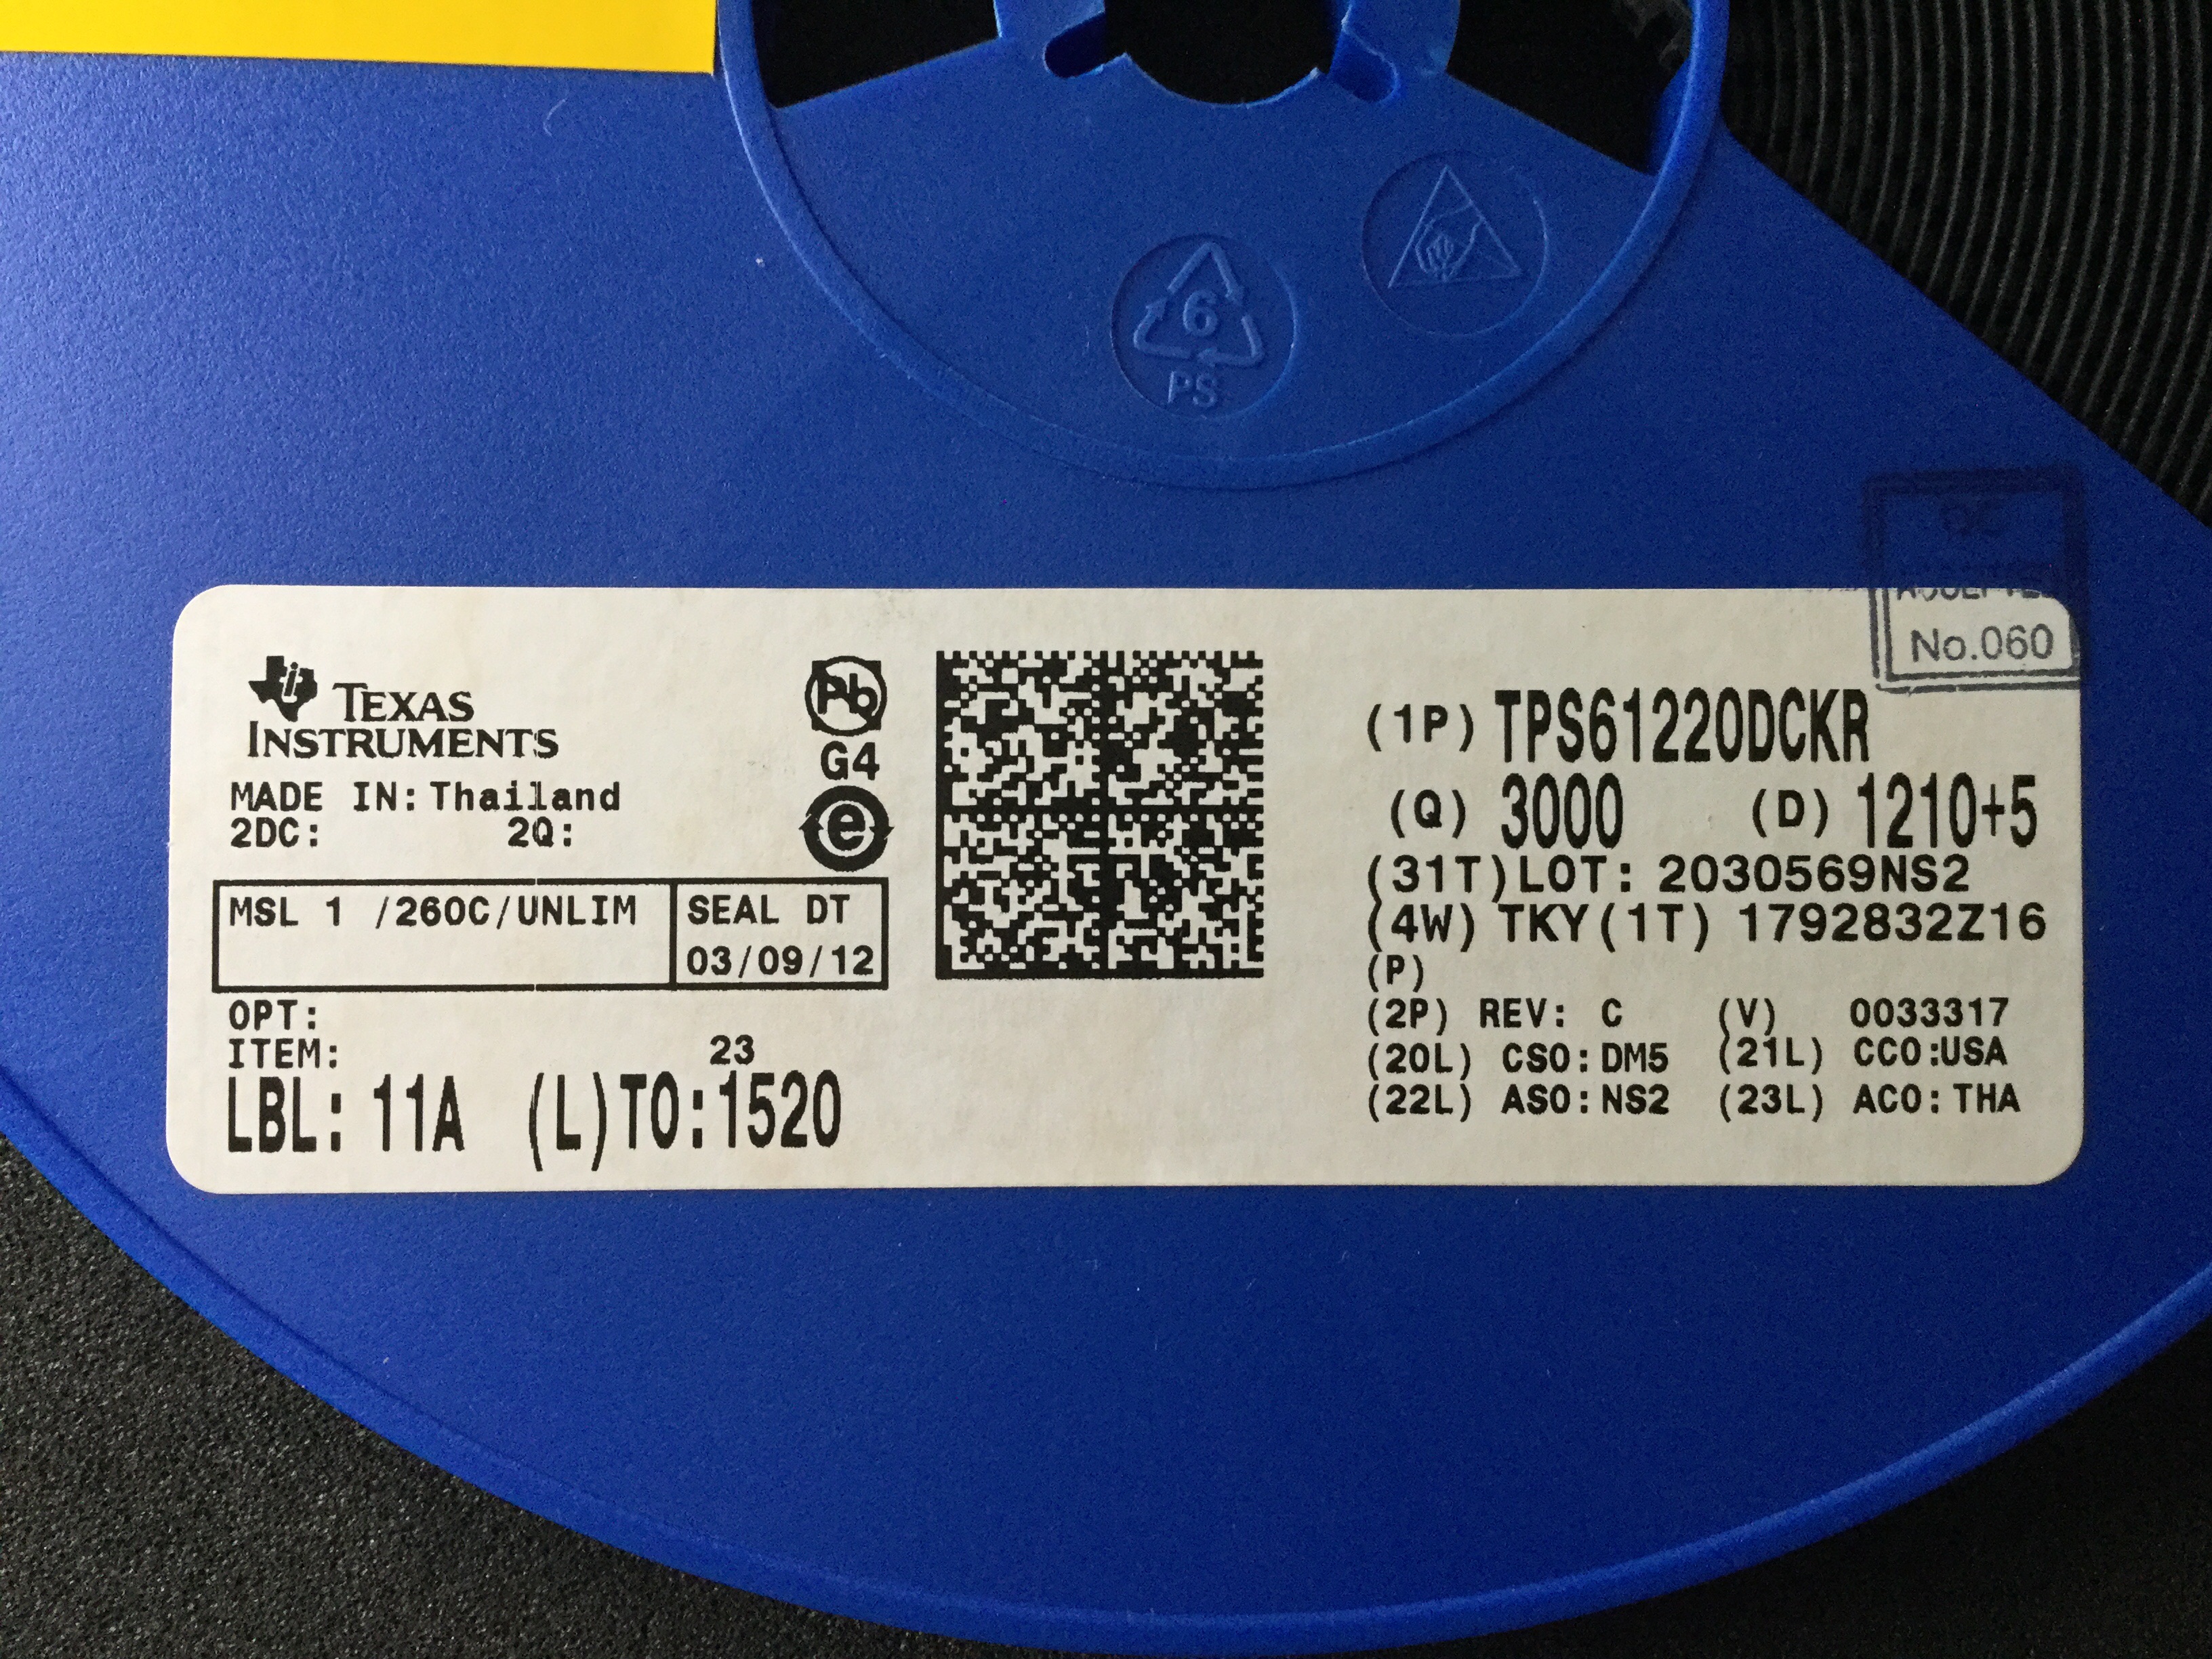 6
PS
No.060
TEXAS
INSTRUMENTS
MADE IN: Thailand
2DC: 2Q:
Pb
G4
e
MSL 1 /260C/UNLIM
SEAL DT
03/09/12
OPT:
ITEM: 23
LBL: 11A (L)TO:1520
(1P) TPS61220DCKR
(Q) 3000 (D) 1210+5
(31T)LOT: 2030569NS2
(4W) TKY(1T) 1792832Z16
(P)
(2P) REV: C (V) 0033317
(20L) CSO:DM5 (21L) CCO:USA
(22L) ASO:NS2 (23L) ACO:THA